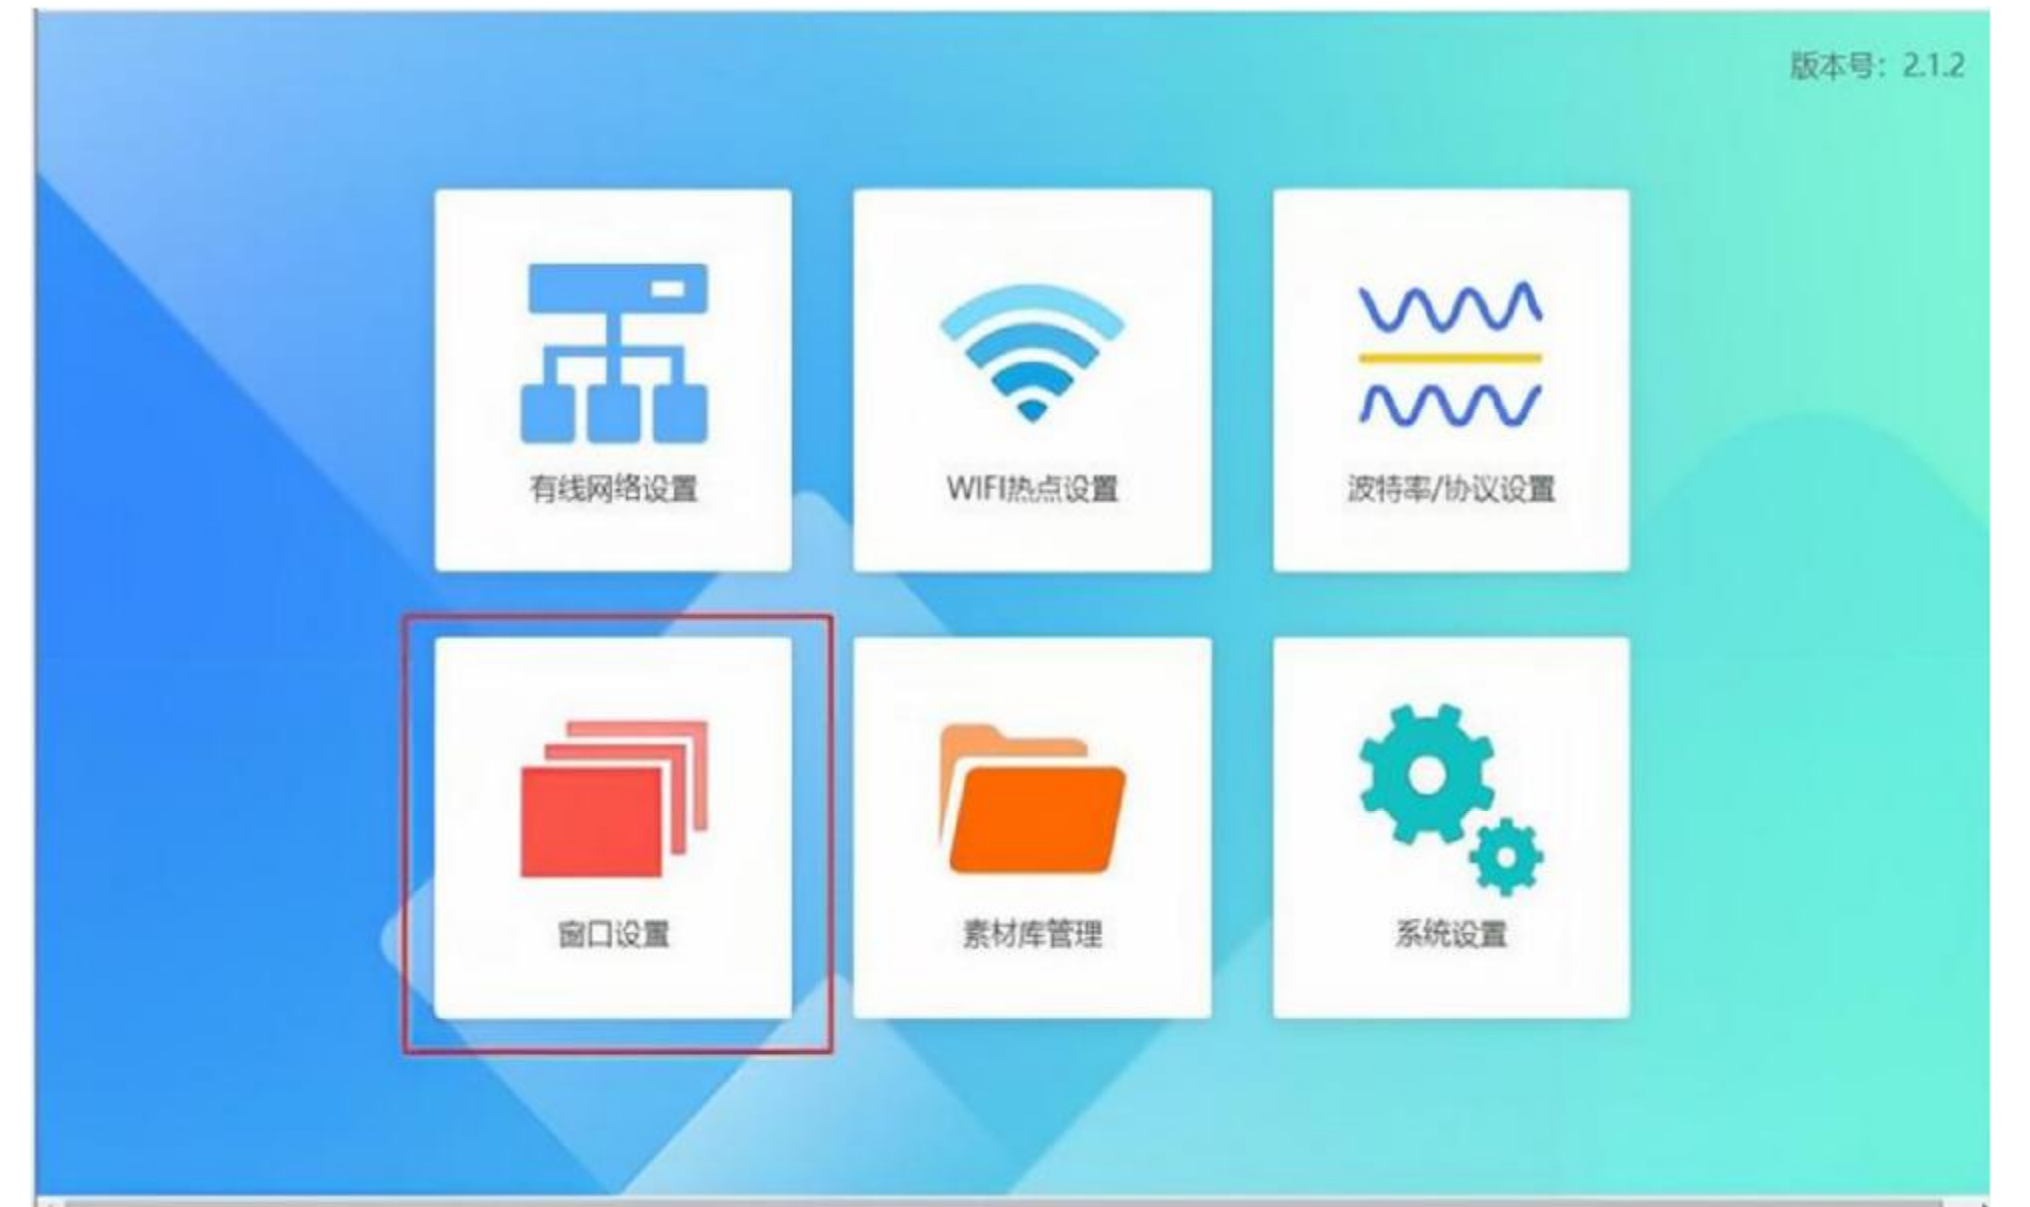 版本号：2.1.2
有线网络设置
WIFI热点设置
波特率/协议设置
窗口设置
素材库管理
系统设置